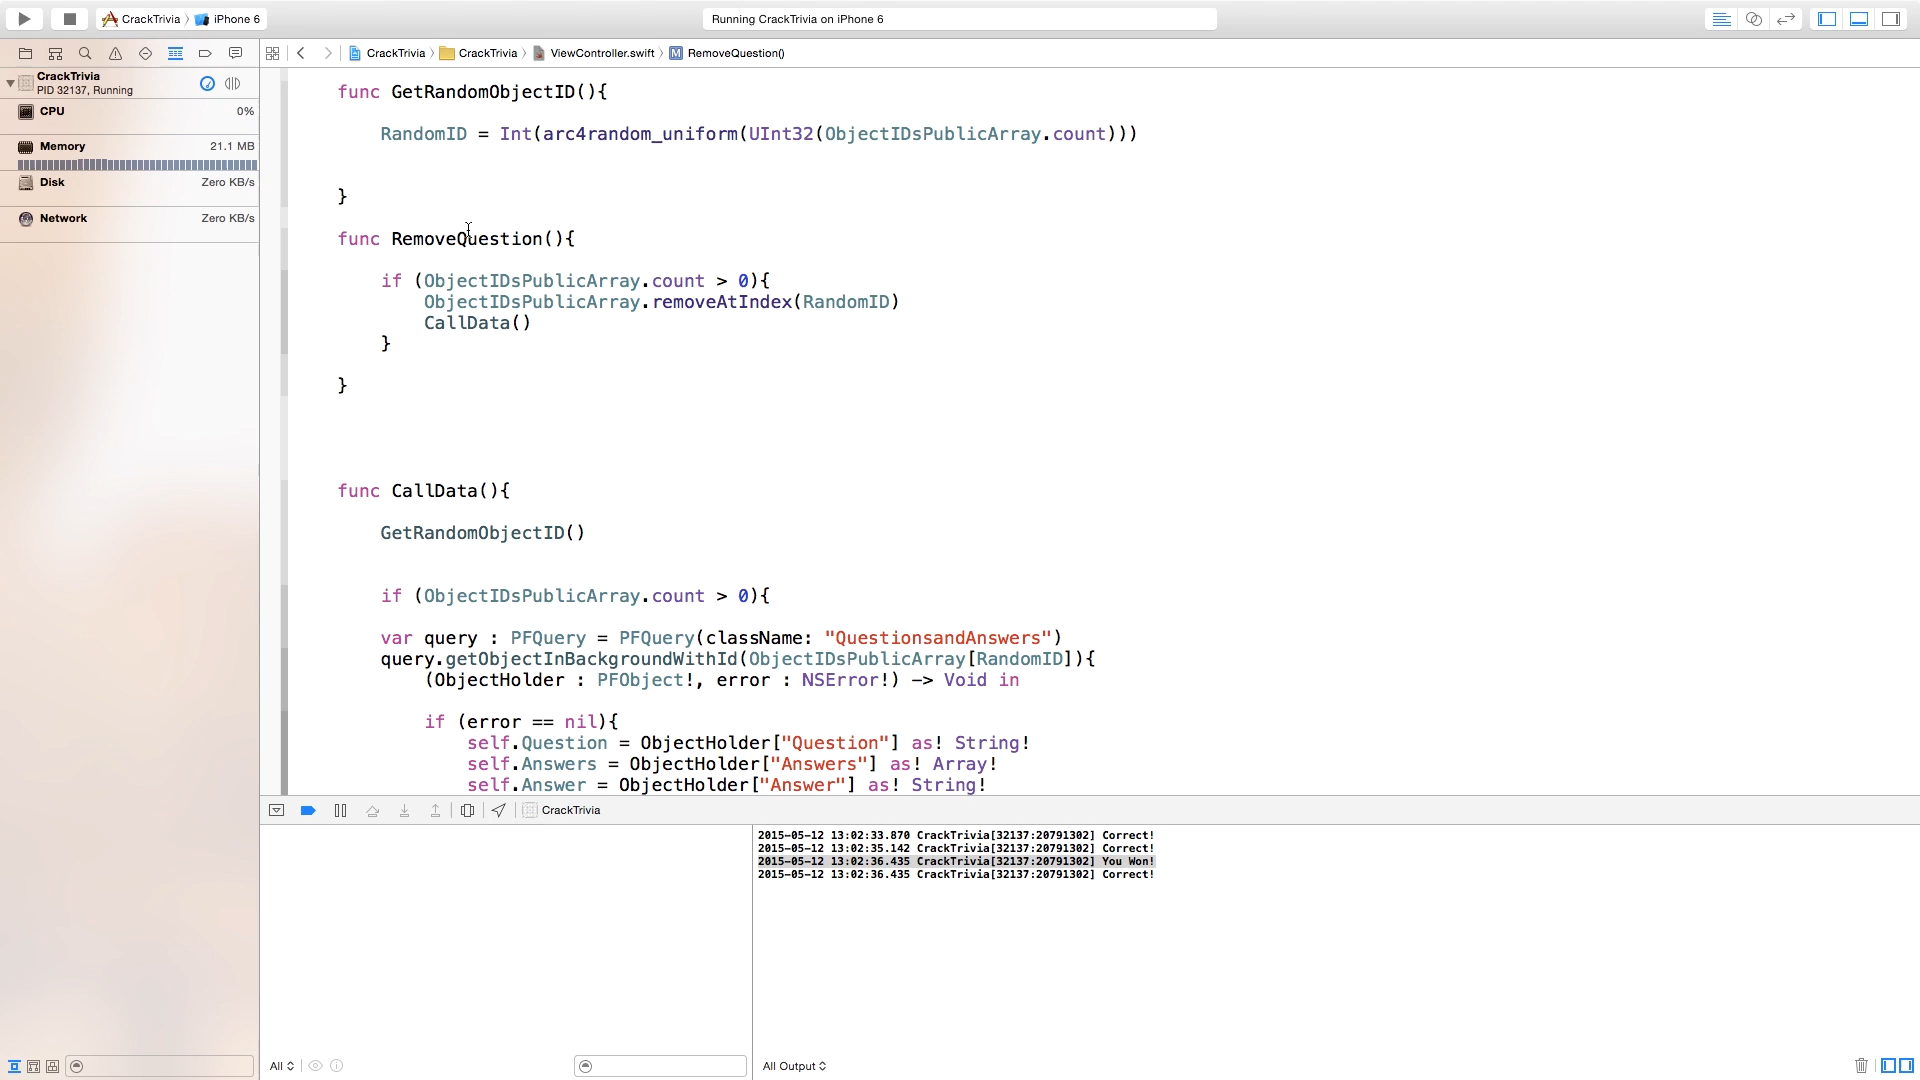 CrackTrivia 〉 iPhone 6
Running CrackTrivia on iPhone 6
CrackTrivia 〉 CrackTrivia 〉 ViewController.swift 〉 M RemoveQuestion()
CrackTrivia
PID 32137, Running
CPU 0%
Memory 21.1 MB
Disk Zero KB/s
Network Zero KB/s
func GetRandomObjectID(){
RandomID = Int(arc4random_uniform(UInt32(ObjectIDsPublicArray.count)))
}
func RemoveQuestion(){
if (ObjectIDsPublicArray.count > 0){
ObjectIDsPublicArray.removeAtIndex(RandomID)
CallData()
}
}
func CallData(){
GetRandomObjectID()
if (ObjectIDsPublicArray.count > 0){
var query : PFQuery = PFQuery(className: "QuestionsandAnswers")
query.getObjectInBackgroundWithId(ObjectIDsPublicArray[RandomID]){
(ObjectHolder : PFObject!, error : NSError!) -> Void in
if (error == nil){
self.Question = ObjectHolder["Question"] as! String!
self.Answers = ObjectHolder["Answers"] as! Array!
self.Answer = ObjectHolder["Answer"] as! String!
CrackTrivia
2015-05-12 13:02:33.870 CrackTrivia[32137:20791302] Correct!
2015-05-12 13:02:35.142 CrackTrivia[32137:20791302] Correct!
2015-05-12 13:02:36.435 CrackTrivia[32137:20791302] You Won!
2015-05-12 13:02:36.435 CrackTrivia[32137:20791302] Correct!
All
All Output